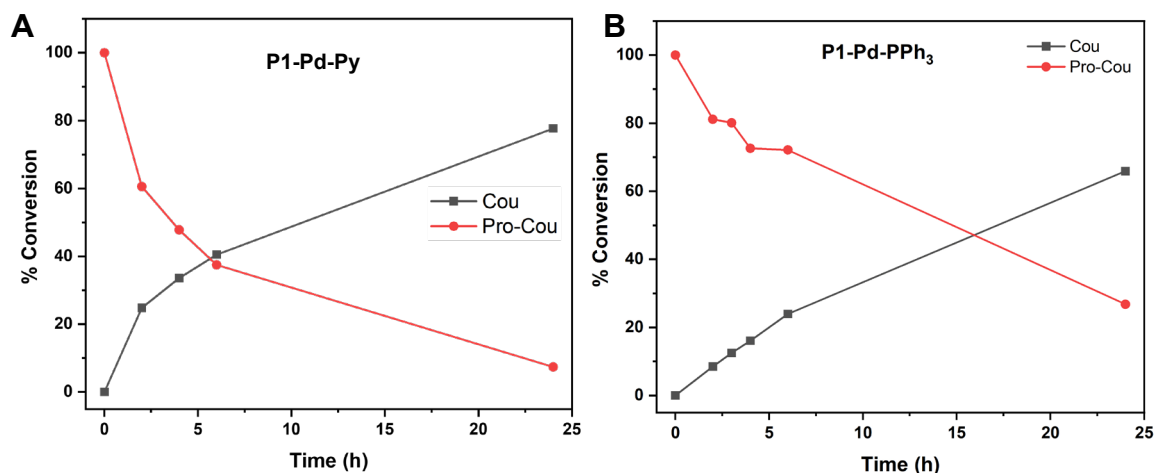 A
P1-Pd-Py
% Conversion
100
80
60
40
20
0
Cou
Pro-Cou
0 5 10 15 20 25
Time (h)
B
P1-Pd-PPh₃
Cou
Pro-Cou
% Conversion
100
80
60
40
20
0
0 5 10 15 20 25
Time (h)